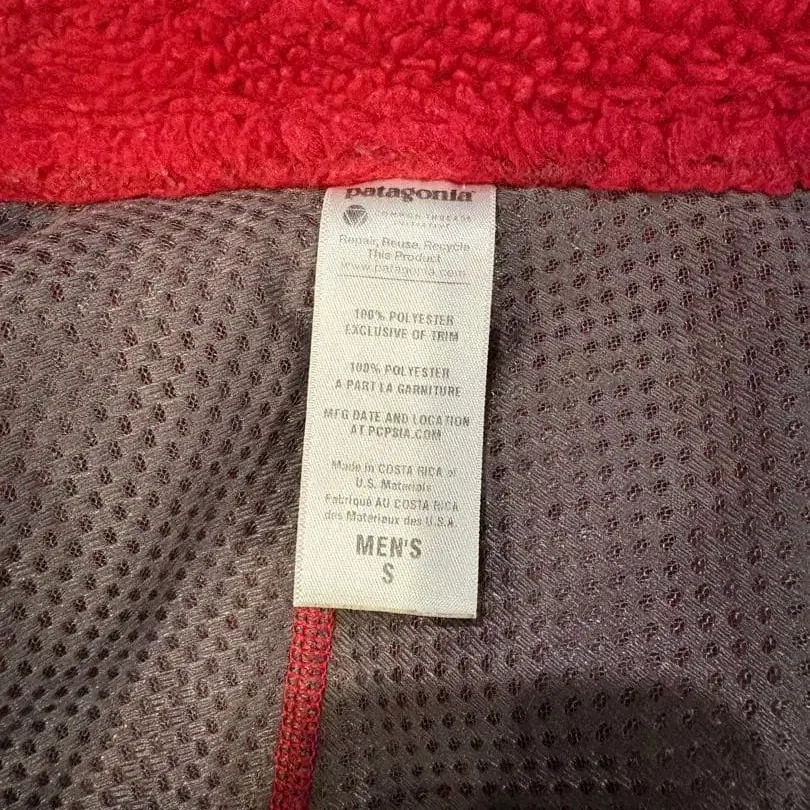 patagonia
COMMON THREADS
INITIATIVE
Repair, Reuse, Recycle
This Product
www.patagonia.com
100% POLYESTER
EXCLUSIVE OF TRIM
100% POLYESTER
A PART LA GARNITURE
MFG DATE AND LOCATION
AT PCPSIA.COM
Made in COSTA RICA of
U.S. Materials
Fabriqué AU COSTA RICA
des Materieux des U.S.A.
MEN'S
S